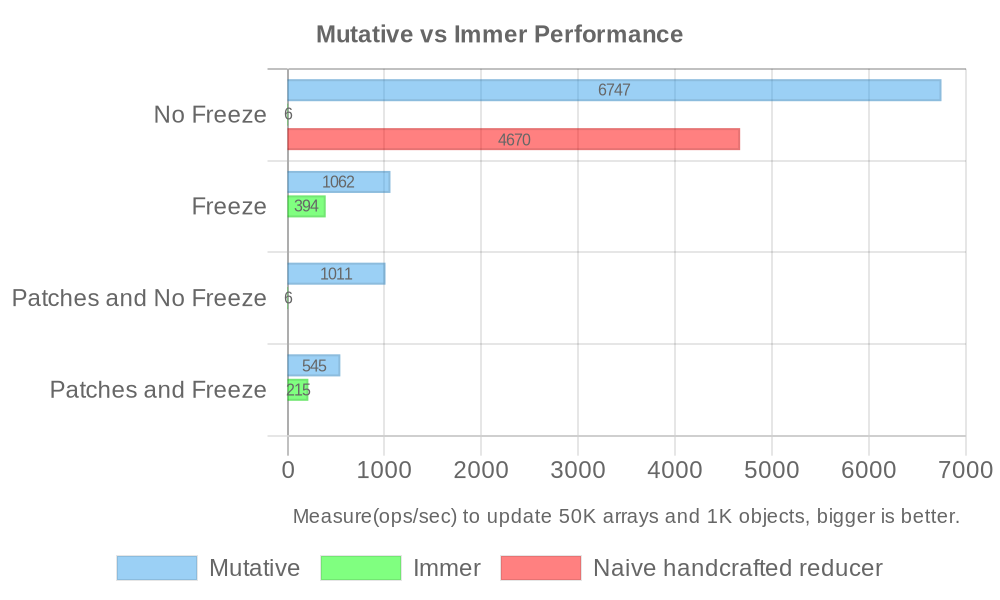 Mutative vs Immer Performance
No Freeze
6747
6
4670
Freeze
1062
394
Patches and No Freeze
1011
6
Patches and Freeze
545
215
0 1000 2000 3000 4000 5000 6000 7000
Measure(ops/sec) to update 50K arrays and 1K objects, bigger is better.
Mutative Immer Naive handcrafted reducer